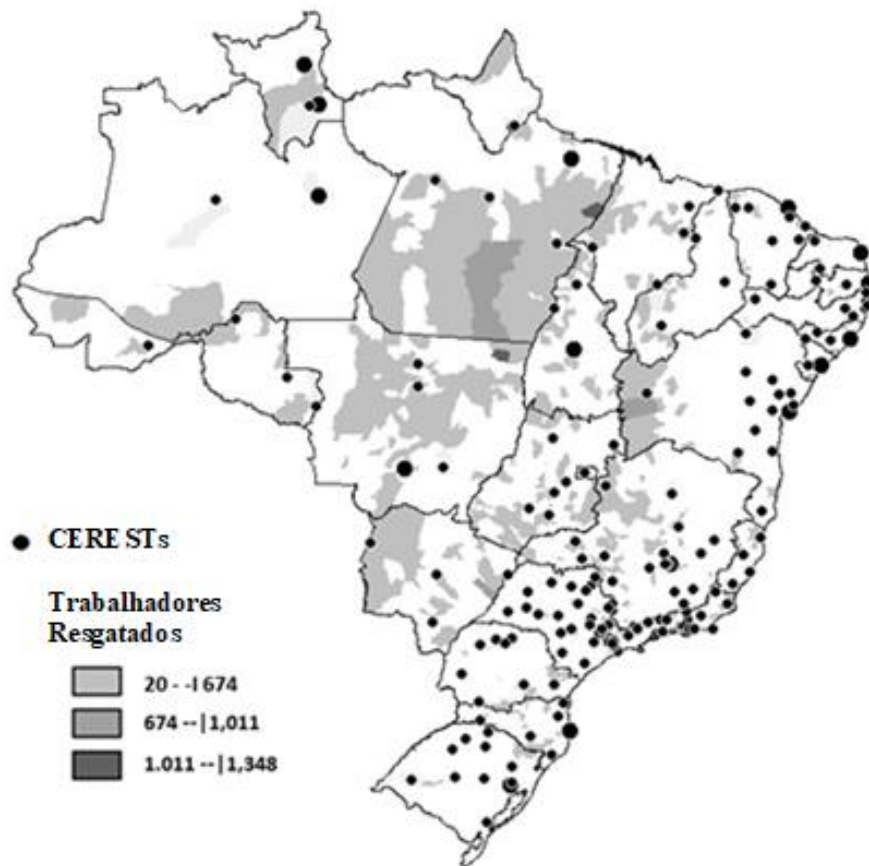 CERESTs
Trabalhadores
Resgatados
20 - -I 674
674 --|1,011
1.011 --|1,348